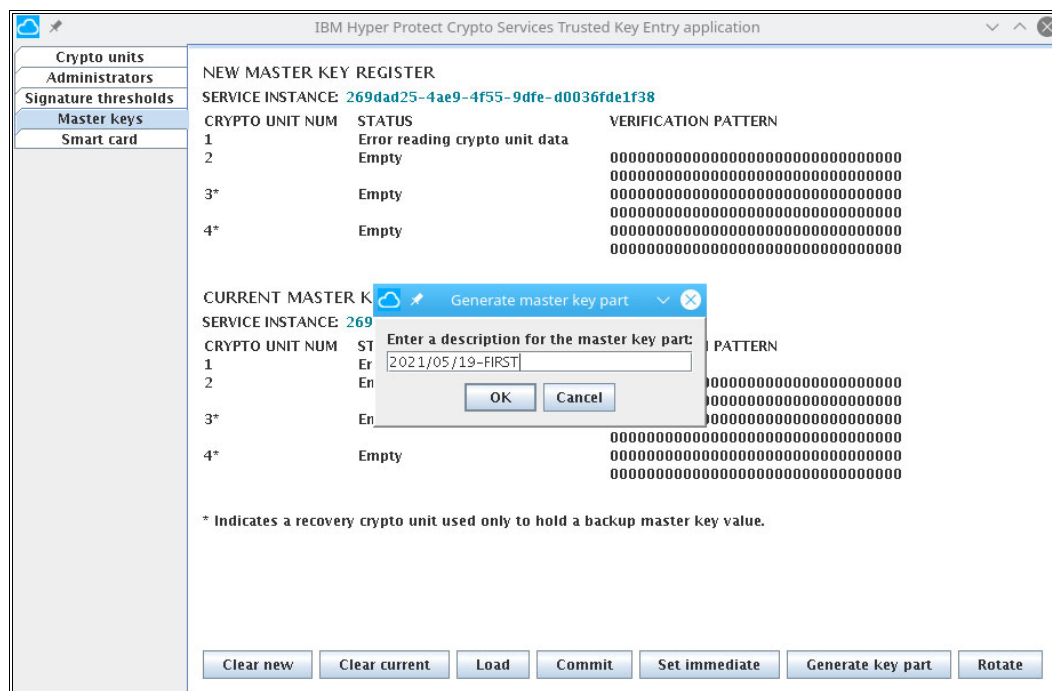 IBM Hyper Protect Crypto Services Trusted Key Entry application
Crypto units
Administrators
Signature thresholds
Master keys
Smart card
NEW MASTER KEY REGISTER
SERVICE INSTANCE: 269dad25-4ae9-4f55-9dfe-d0036fde1f38
CRYPTO UNIT NUM STATUS VERIFICATION PATTERN
1 Error reading crypto unit data
2 Empty 00000000000000000000000000000000
00000000000000000000000000000000
3* Empty 00000000000000000000000000000000
00000000000000000000000000000000
4* Empty 00000000000000000000000000000000
00000000000000000000000000000000
CURRENT MASTER K
SERVICE INSTANCE: 269
CRYPTO UNIT NUM ST PATTERN
1 Er
2 En 0000000000000000000000
0000000000000000000000
3* En 0000000000000000000000
00000000000000000000000000000000
4* Empty 00000000000000000000000000000000
00000000000000000000000000000000
Generate master key part
Enter a description for the master key part:
2021/05/19-FIRST
OK Cancel
* Indicates a recovery crypto unit used only to hold a backup master key value.
Clear new Clear current Load Commit Set immediate Generate key part Rotate